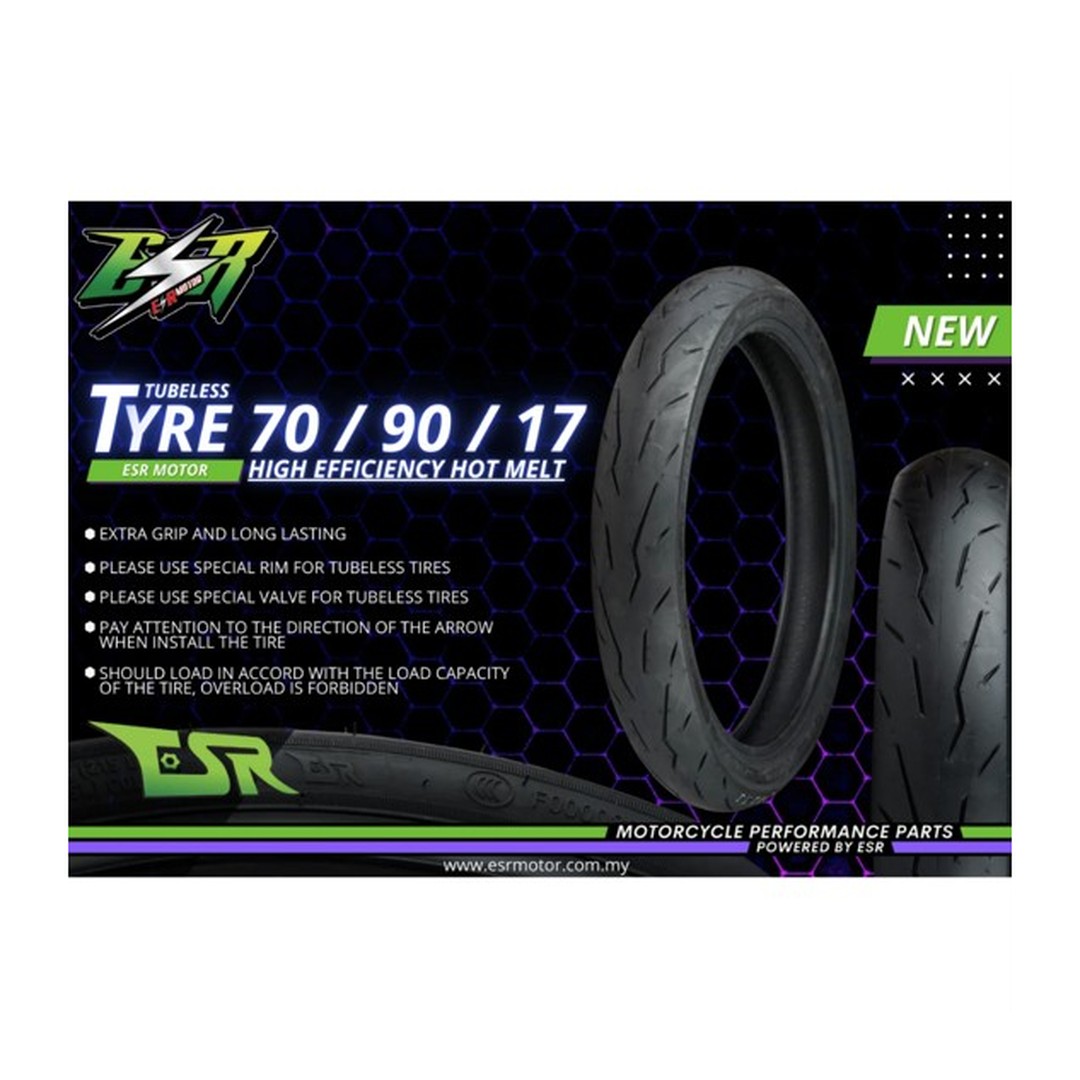 ESR
ESR MOTOR
NEW
TUBELESS
TYRE 70 / 90 / 17
ESR MOTOR
HIGH EFFICIENCY HOT MELT
EXTRA GRIP AND LONG LASTING
PLEASE USE SPECIAL RIM FOR TUBELESS TIRES
PLEASE USE SPECIAL VALVE FOR TUBELESS TIRES
PAY ATTENTION TO THE DIRECTION OF THE ARROW
WHEN INSTALL THE TIRE
SHOULD LOAD IN ACCORD WITH THE LOAD CAPACITY
OF THE TIRE, OVERLOAD IS FORBIDDEN
ESR
ESR
MOTORCYCLE PERFORMANCE PARTS
POWERED BY ESR
www.esrmotor.com.my